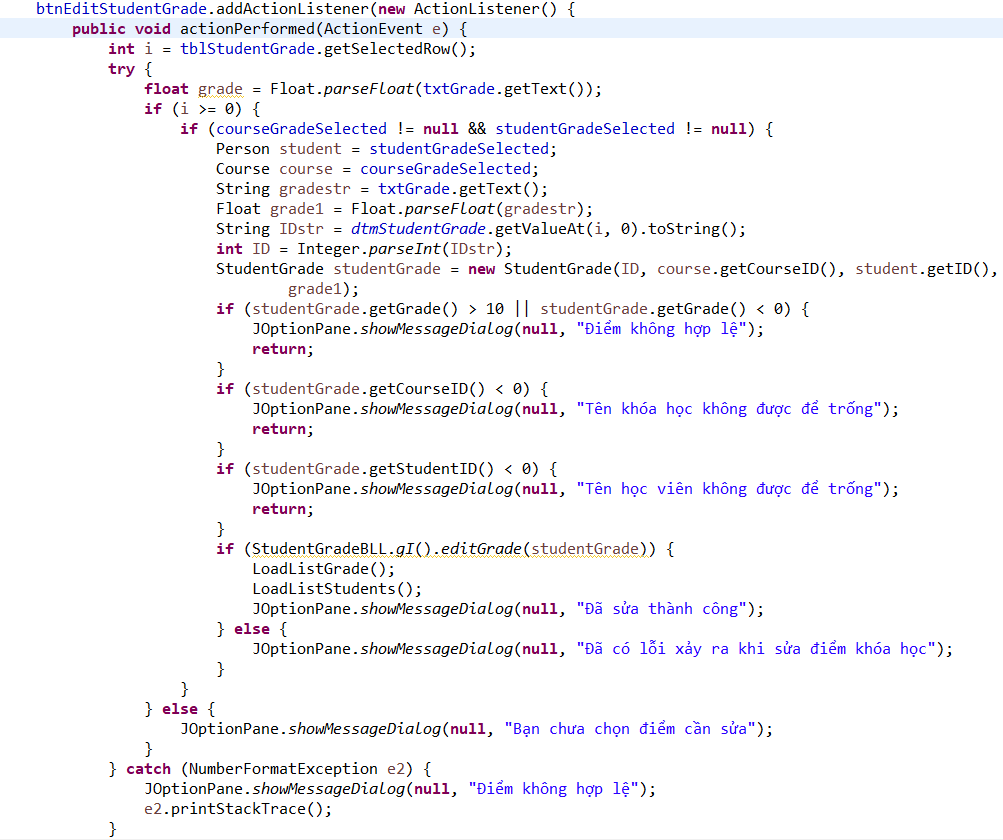 btnEditStudentGrade.addActionListener(new ActionListener() {
public void actionPerformed(ActionEvent e) {
int i = tblStudentGrade.getSelectedRow();
try {
float grade = Float.parseFloat(txtGrade.getText());
if (i >= 0) {
if (courseGradeSelected != null && studentGradeSelected != null) {
Person student = studentGradeSelected;
Course course = courseGradeSelected;
String gradestr = txtGrade.getText();
Float grade1 = Float.parseFloat(gradestr);
String IDstr = dtmStudentGrade.getValueAt(i, 0).toString();
int ID = Integer.parseInt(IDstr);
StudentGrade studentGrade = new StudentGrade(ID, course.getCourseID(), student.getID(),
grade1);
if (studentGrade.getGrade() > 10 || studentGrade.getGrade() < 0) {
JOptionPane.showMessageDialog(null, "Điểm không hợp lệ");
return;
}
if (studentGrade.getCourseID() < 0) {
JOptionPane.showMessageDialog(null, "Tên khóa học không được để trống");
return;
}
if (studentGrade.getStudentID() < 0) {
JOptionPane.showMessageDialog(null, "Tên học viên không được để trống");
return;
}
if (StudentGradeBLL.gI().editGrade(studentGrade)) {
LoadListGrade();
LoadListStudents();
JOptionPane.showMessageDialog(null, "Đã sửa thành công");
} else {
JOptionPane.showMessageDialog(null, "Đã có lỗi xảy ra khi sửa điểm khóa học");
}
}
} else {
JOptionPane.showMessageDialog(null, "Bạn chưa chọn điểm cần sửa");
}
} catch (NumberFormatException e2) {
JOptionPane.showMessageDialog(null, "Điểm không hợp lệ");
e2.printStackTrace();
}